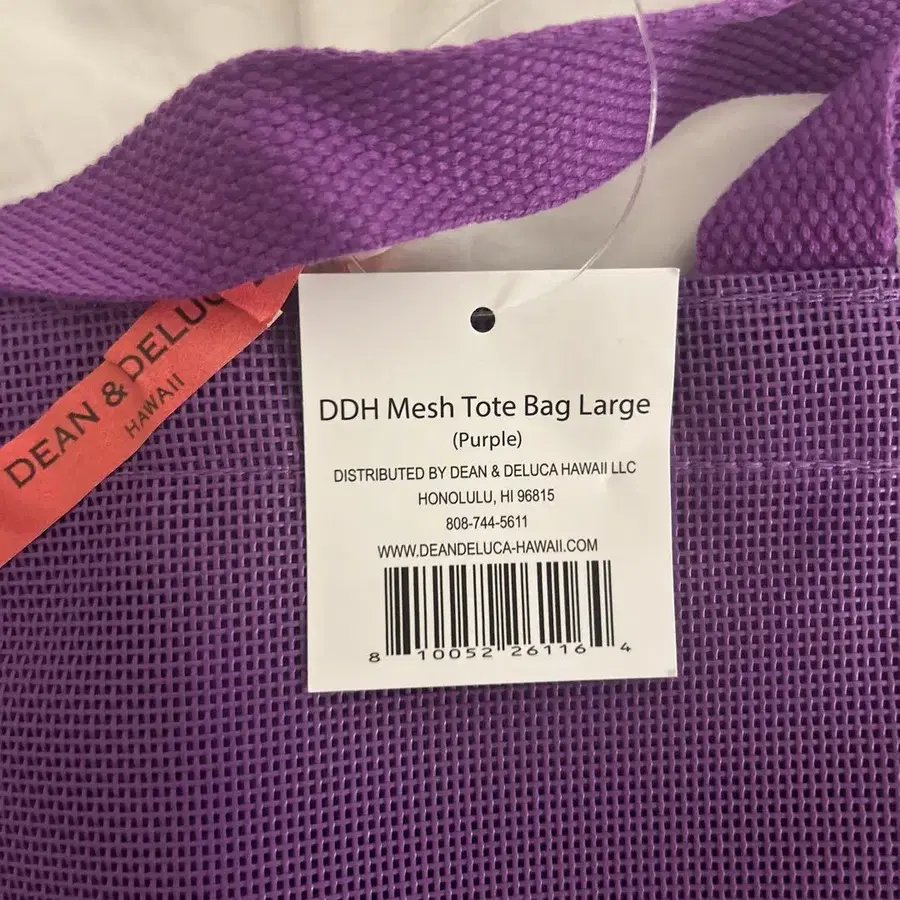 DEAN & DELUC
HAWAII
DDH Mesh Tote Bag Large
(Purple)
DISTRIBUTED BY DEAN & DELUCA HAWAII LLC
HONOLULU, HI 96815
808-744-5611
WWW.DEANDELUCA-HAWAII.COM
8 10052 26116 4